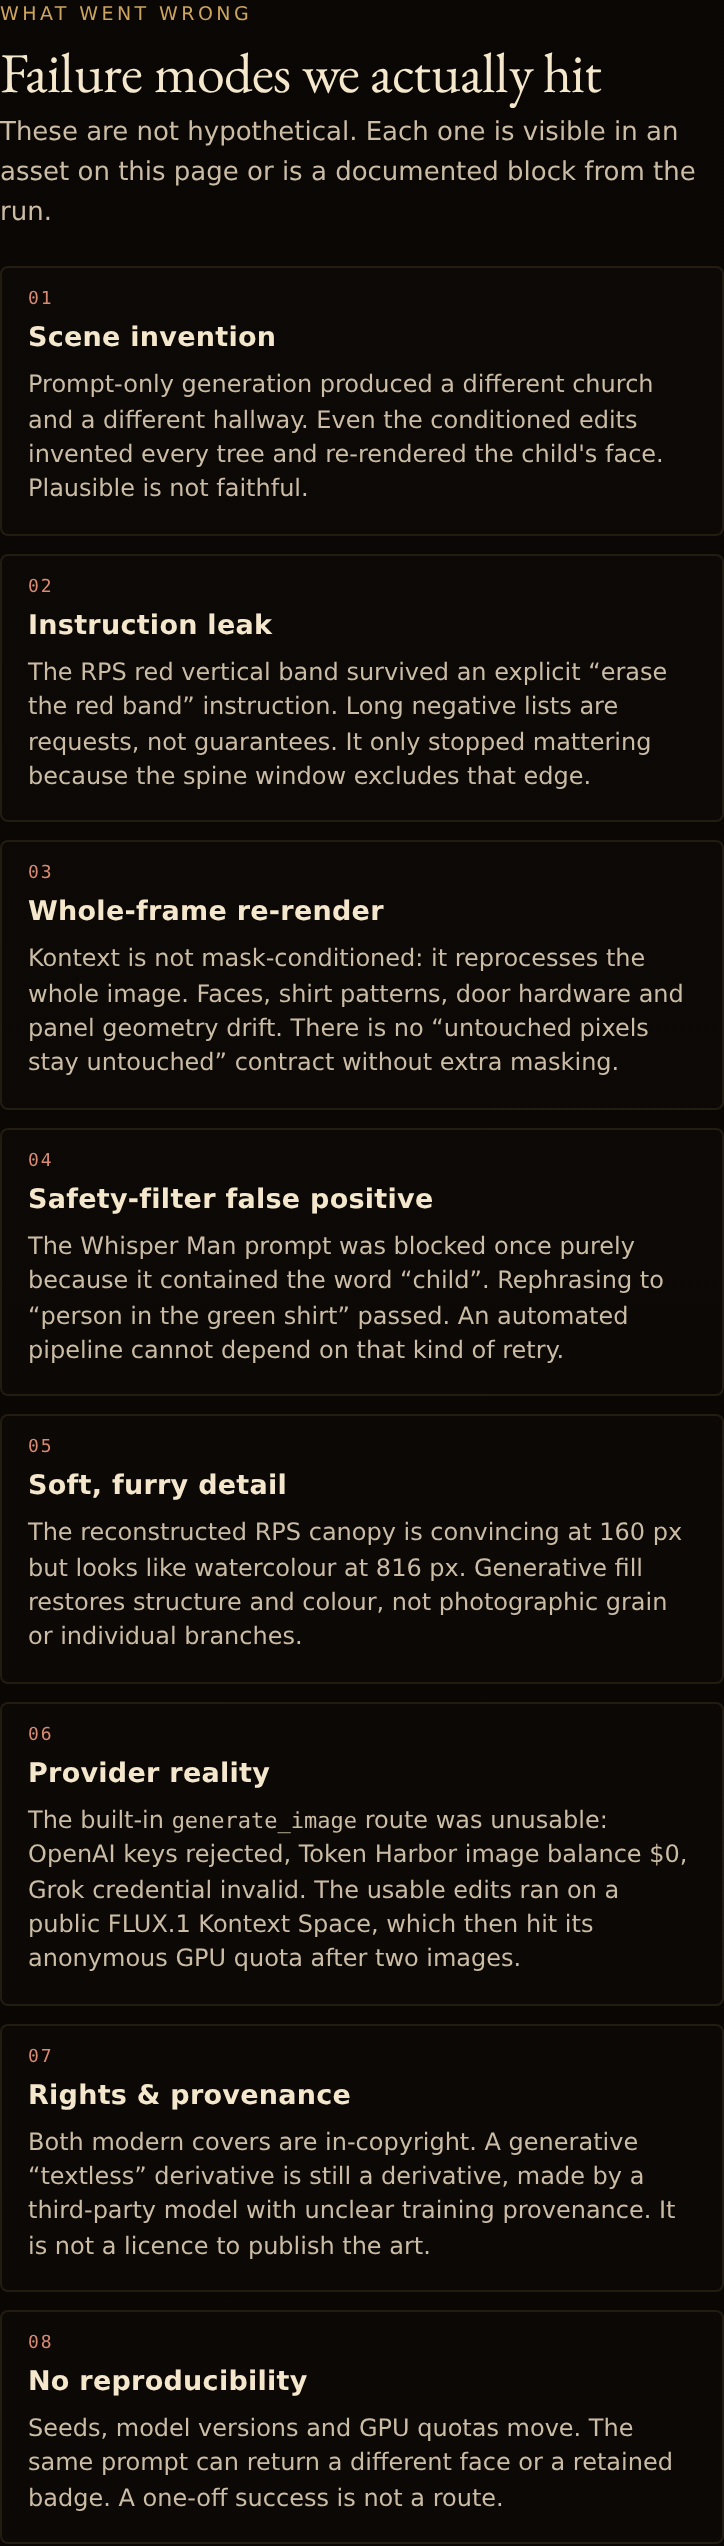 WHAT WENT WRONG
Failure modes we actually hit
These are not hypothetical. Each one is visible in an
asset on this page or is a documented block from the
run.
01
Scene invention
Prompt-only generation produced a different church
and a different hallway. Even the conditioned edits
invented every tree and re-rendered the child's face.
Plausible is not faithful.
02
Instruction leak
The RPS red vertical band survived an explicit “erase
the red band” instruction. Long negative lists are
requests, not guarantees. It only stopped mattering
because the spine window excludes that edge.
03
Whole-frame re-render
Kontext is not mask-conditioned: it reprocesses the
whole image. Faces, shirt patterns, door hardware and
panel geometry drift. There is no “untouched pixels
stay untouched” contract without extra masking.
04
Safety-filter false positive
The Whisper Man prompt was blocked once purely
because it contained the word “child”. Rephrasing to
“person in the green shirt” passed. An automated
pipeline cannot depend on that kind of retry.
05
Soft, furry detail
The reconstructed RPS canopy is convincing at 160 px
but looks like watercolour at 816 px. Generative fill
restores structure and colour, not photographic grain
or individual branches.
06
Provider reality
The built-in generate_image route was unusable:
OpenAI keys rejected, Token Harbor image balance $0,
Grok credential invalid. The usable edits ran on a
public FLUX.1 Kontext Space, which then hit its
anonymous GPU quota after two images.
07
Rights & provenance
Both modern covers are in-copyright. A generative
“textless” derivative is still a derivative, made by a
third-party model with unclear training provenance. It
is not a licence to publish the art.
08
No reproducibility
Seeds, model versions and GPU quotas move. The
same prompt can return a different face or a retained
badge. A one-off success is not a route.